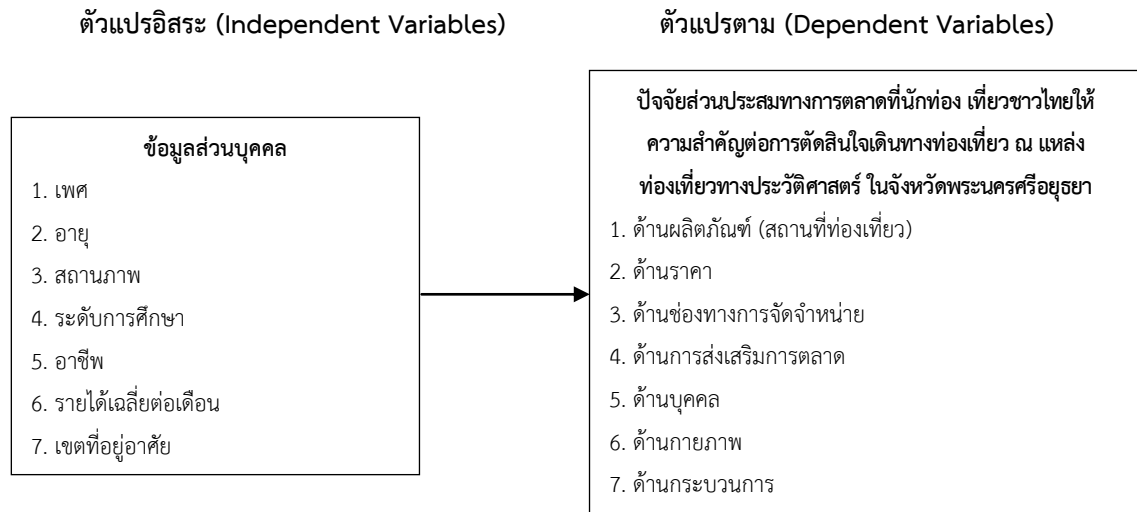 ตัวแปรอิสระ (Independent Variables)
ตัวแปรตาม (Dependent Variables)
ข้อมูลส่วนบุคคล
1. เพศ
2. อายุ
3. สถานภาพ
4. ระดับการศึกษา
5. อาชีพ
6. รายได้เฉลี่ยต่อเดือน
7. เขตที่อยู่อาศัย
ปัจจัยส่วนประสมทางการตลาดที่นักท่อง เที่ยวชาวไทยให้
ความสำคัญต่อการตัดสินใจเดินทางท่องเที่ยว ณ แหล่ง
ท่องเที่ยวทางประวัติศาสตร์ ในจังหวัดพระนครศรีอยุธยา
1. ด้านผลิตภัณฑ์ (สถานที่ท่องเที่ยว)
2. ด้านราคา
3. ด้านช่องทางการจัดจำหน่าย
4. ด้านการส่งเสริมการตลาด
5. ด้านบุคคล
6. ด้านกายภาพ
7. ด้านกระบวนการ